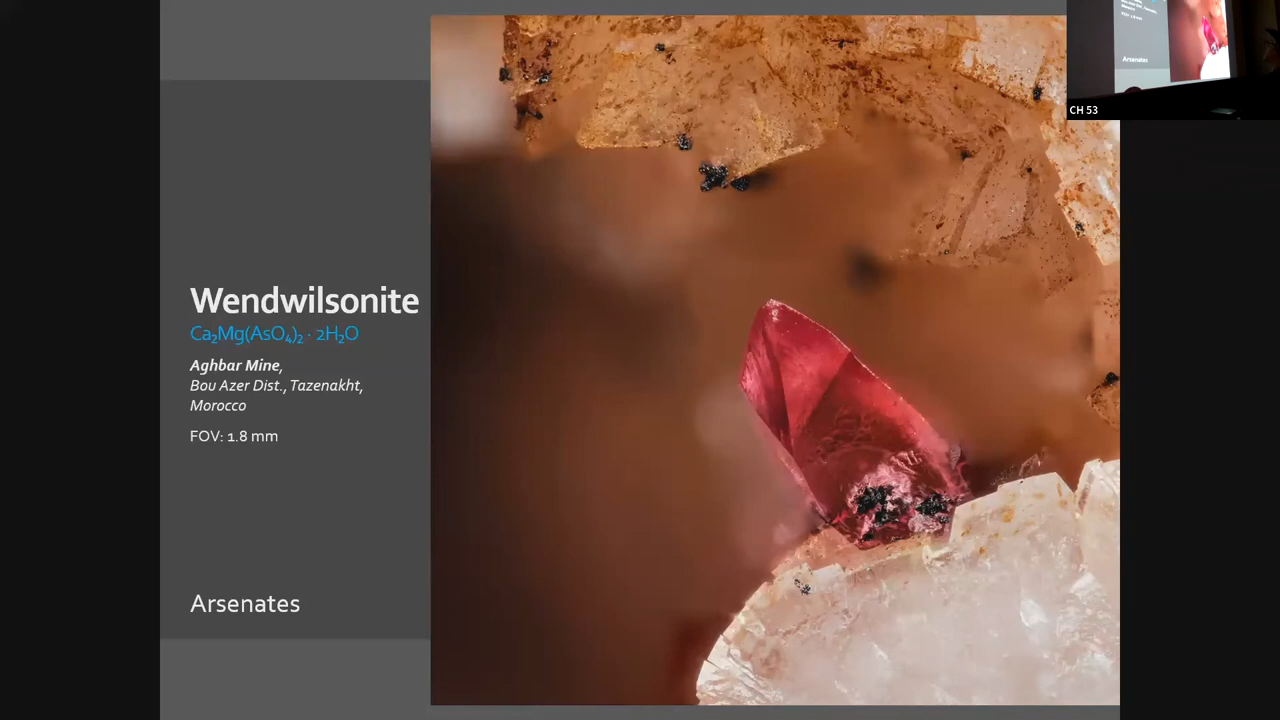 Wendwilsonite
Ca₂Mg(AsO₄)₂ · 2H₂O
Aghbar Mine,
Bou Azer Dist., Tazenakht,
Morocco
FOV: 1.8 mm
Arsenates
CH 53
Arsenates